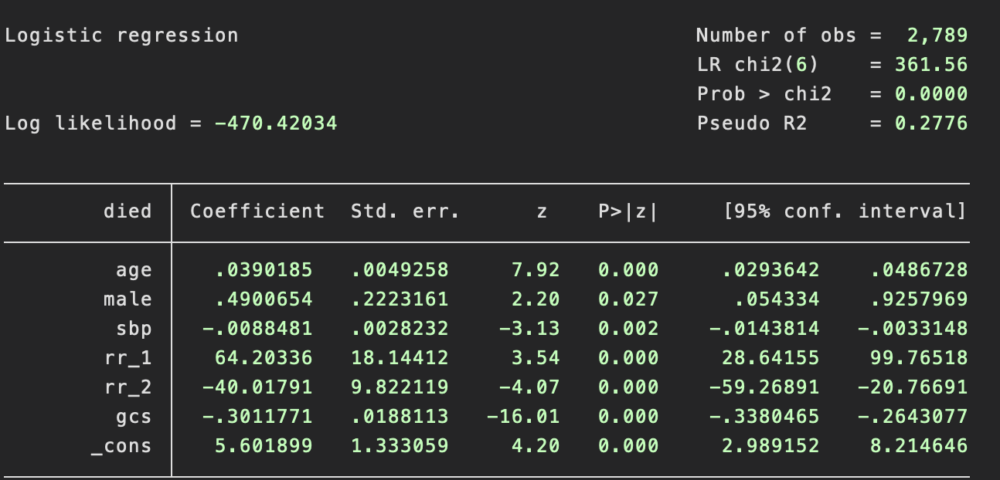 Logistic regression Number of obs = 2,789
LR chi2(6) = 361.56
Prob > chi2 = 0.0000
Log likelihood = -470.42034 Pseudo R2 = 0.2776
died Coefficient Std. err. z P>|z| [95% conf. interval]
age .0390185 .0049258 7.92 0.000 .0293642 .0486728
male .4900654 .2223161 2.20 0.027 .054334 .9257969
sbp -.0088481 .0028232 -3.13 0.002 -.0143814 -.0033148
rr_1 64.20336 18.14412 3.54 0.000 28.64155 99.76518
rr_2 -40.01791 9.822119 -4.07 0.000 -59.26891 -20.76691
gcs -.3011771 .0188113 -16.01 0.000 -.3380465 -.2643077
_cons 5.601899 1.333059 4.20 0.000 2.989152 8.214646